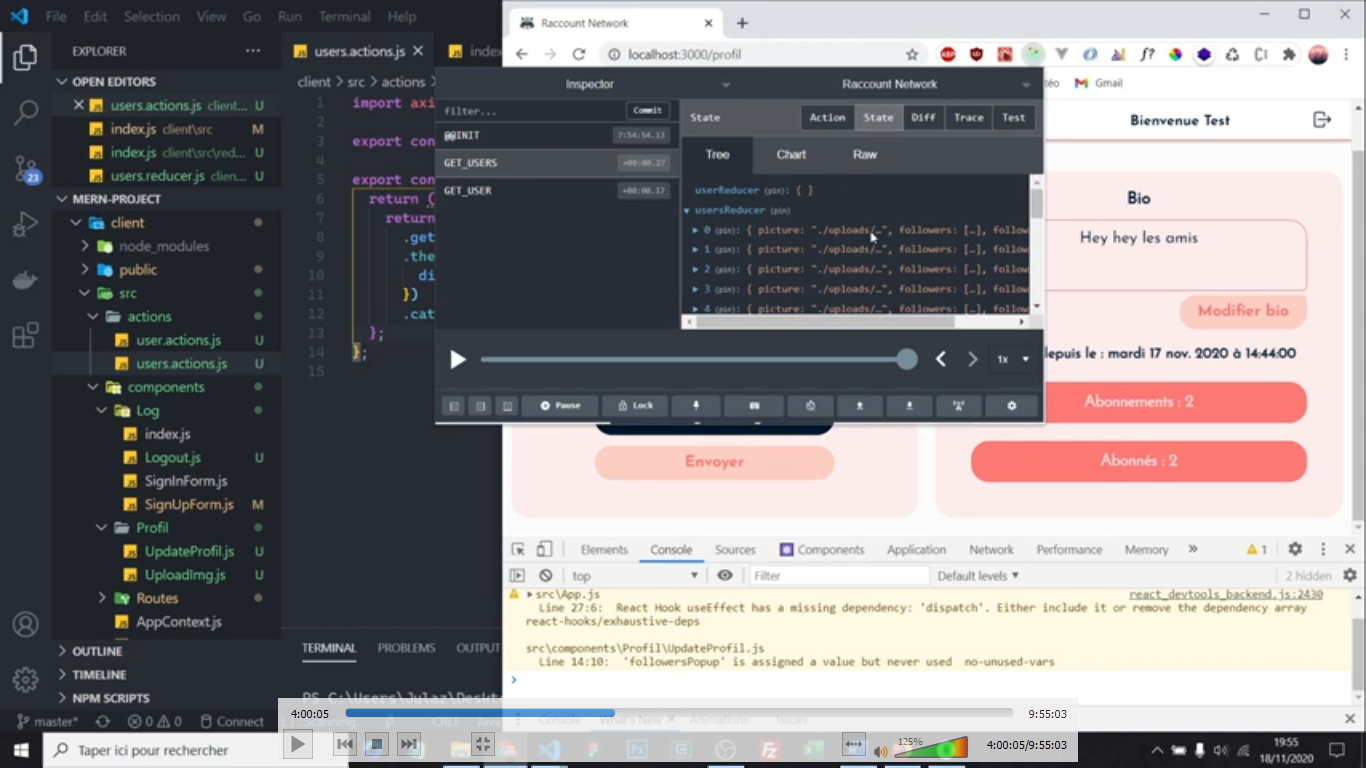 File Edit Selection View Go Run Terminal Help
EXPLORER
OPEN EDITORS
users.actions.js client... U
index.js client\src M
index.js client\src\red... U
users.reducer.js clien... U
MERN-PROJECT
client
node_modules
public
src
actions
user.actions.js U
users.actions.js U
components
Log
index.js
Logout.js U
SignInForm.js
SignUpForm.js M
Profil
UpdateProfil.js U
UploadImg.js U
Routes
AppContext.js
OUTLINE
TIMELINE
NPM SCRIPTS
23
users.actions.js
index
client > src > actions
1 import axi
2
3 export con
4
5 export con
6 return (
7 return
8 .get
9 .the
10 di
11 })
12 .cat
13 };
14 };
15
TERMINAL PROBLEMS OUTPUT
PS C:\Users\Julaz\Deskt
master* 0 0 Connect
Raccount Network
localhost:3000/profil
ABP
f?
Gmail
Inspector
Raccount Network
filter...
Commit
@@INIT 7:54:54.13
GET_USERS +00:00.27
GET_USER +00:00.17
State
Action State Diff Trace Test
Tree Chart Raw
userReducer (pin): { }
usersReducer (pin)
0 (pin): { picture: "./uploads/…", followers: […], follow
1 (pin): { picture: "./uploads/…", followers: […], follow
2 (pin): { picture: "./uploads/…", followers: […], follow
3 (pin): { picture: "./uploads/…", followers: […], follow
4 (pin): { picture: "./uploads/…", followers: […], follow
1x
Pause Lock
Bienvenue Test
Bio
Hey hey les amis
Modifier bio
depuis le : mardi 17 nov. 2020 à 14:44:00
Abonnements : 2
Abonnés : 2
Envoyer
Elements Console Sources Components Application Network Performance Memory » 1
top Filter Default levels 2 hidden
src\App.js react_devtools_backend.js:2430
Line 27:6: React Hook useEffect has a missing dependency: 'dispatch'. Either include it or remove the dependency array
react-hooks/exhaustive-deps
src\components\Profil\UpdateProfil.js
Line 14:10: 'followersPopup' is assigned a value but never used no-unused-vars
Console What's New Animations Issues
4:00:05 9:55:03
125%
4:00:05/9:55:03
Taper ici pour rechercher
19:55
18/11/2020